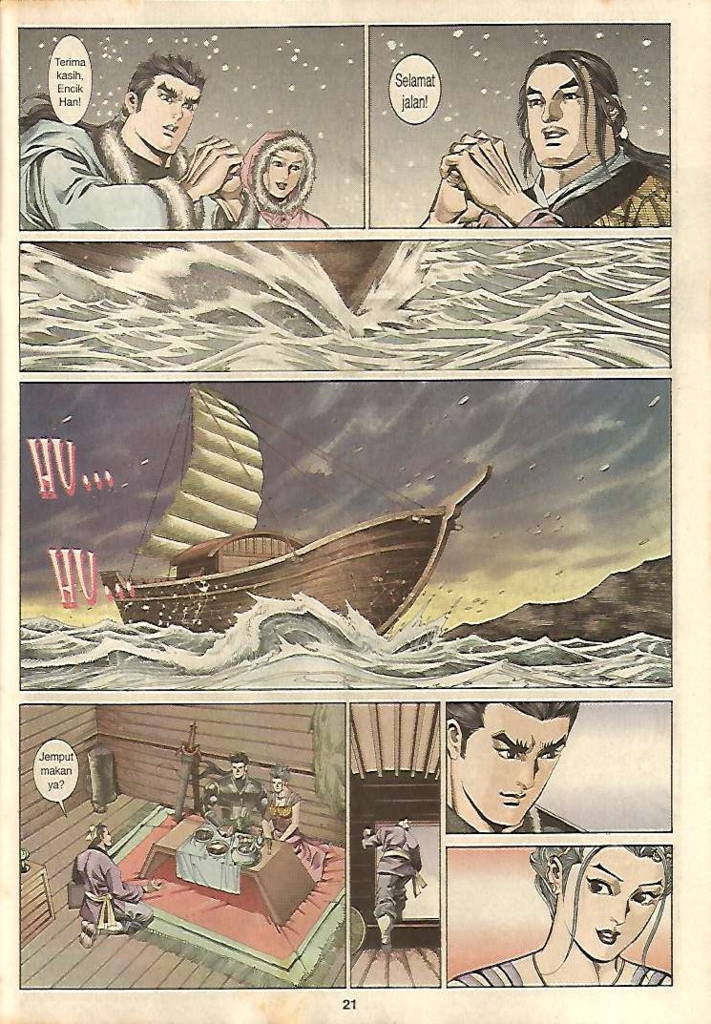 Terima
kasih,
Encik
Han!
Selamat
jalan!
HU...
HU...
Jemput
makan
ya?
21